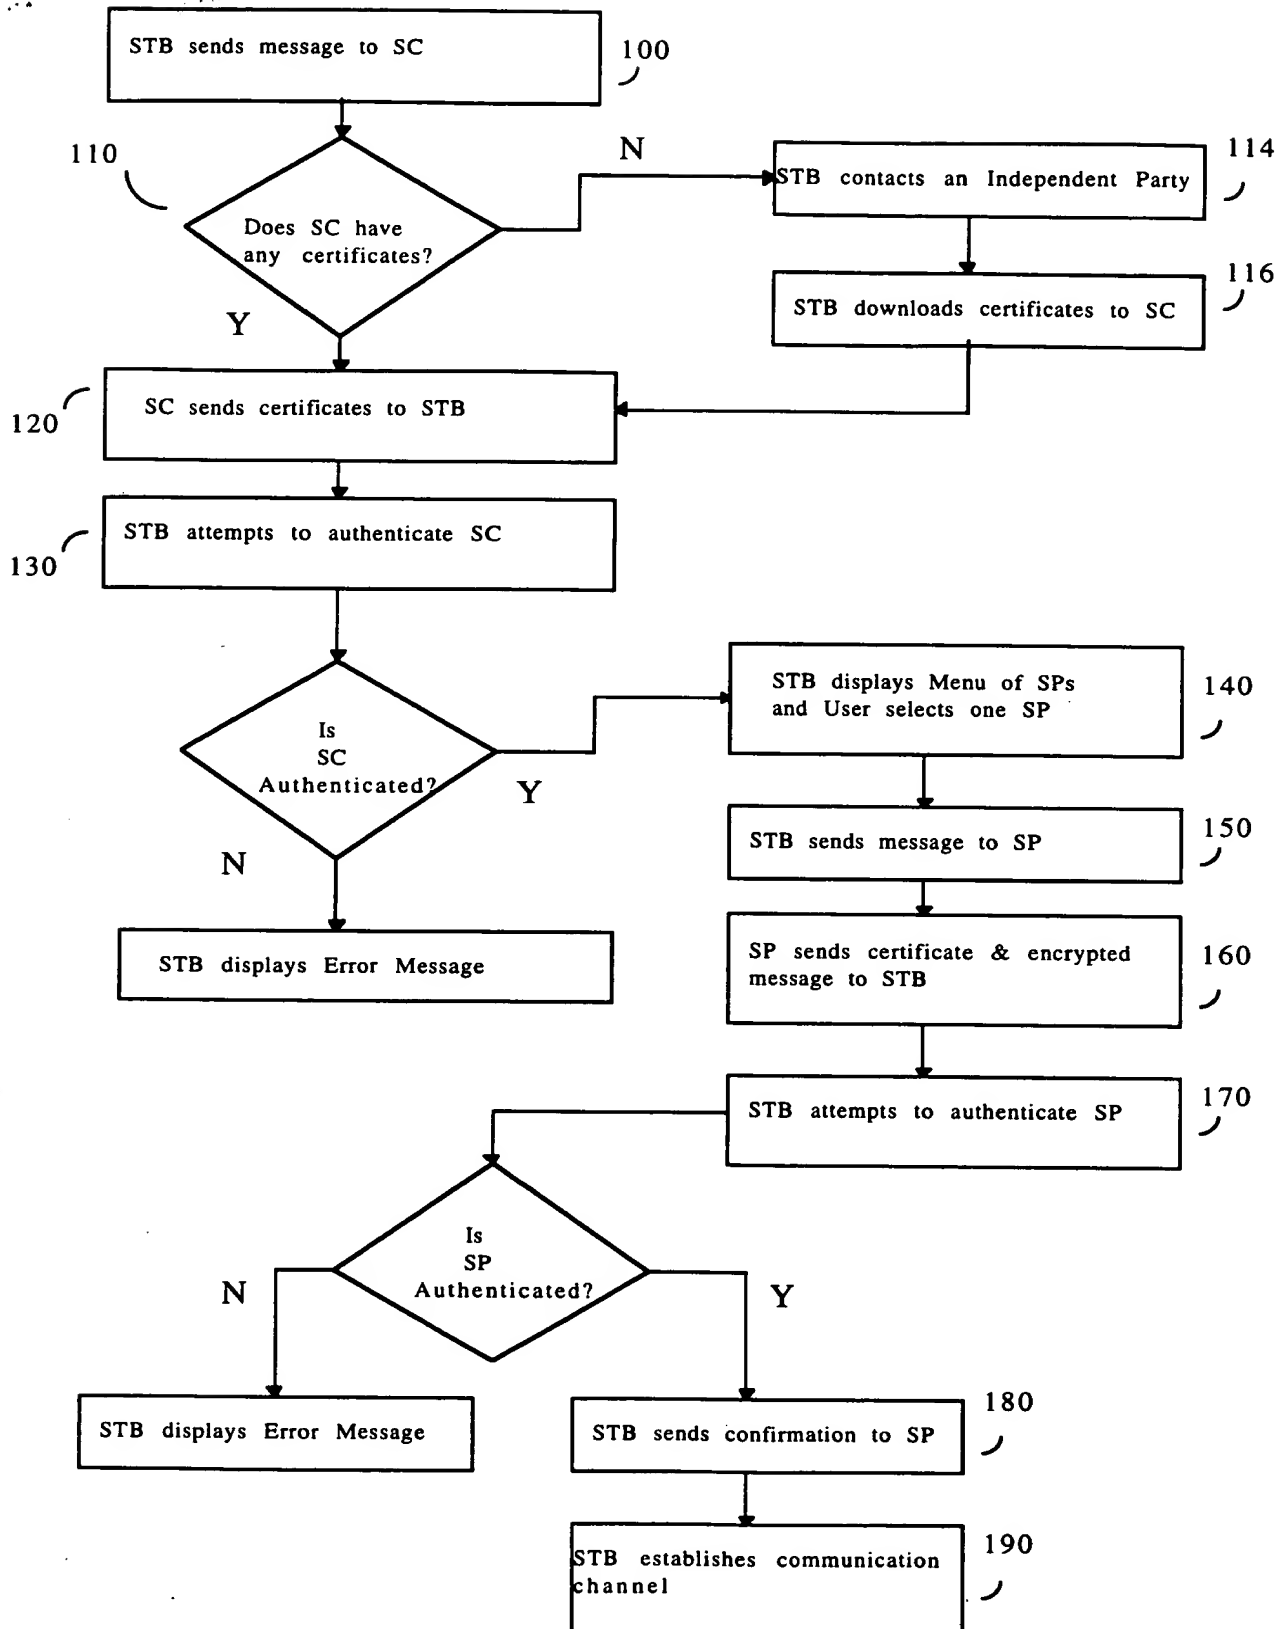 STB sends message to SC
100
110
Does SC have
any certificates?
N
Y
STB contacts an Independent Party
114
STB downloads certificates to SC
116
SC sends certificates to STB
120
STB attempts to authenticate SC
130
Is
SC
Authenticated?
Y
N
STB displays Error Message
STB displays Menu of SPs
and User selects one SP
140
STB sends message to SP
150
SP sends certificate & encrypted
message to STB
160
STB attempts to authenticate SP
170
Is
SP
Authenticated?
N
Y
STB displays Error Message
STB sends confirmation to SP
180
STB establishes communication
channel
190